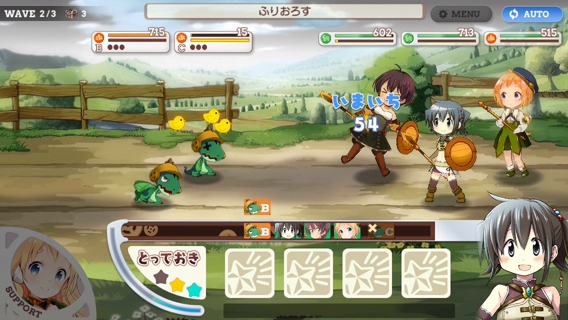 WAVE 2/3 3
ふりおろす
MENU
AUTO
715
B
15
C
602
713
515
いまいち
54
B
B
C
とっておき
SUPPORT